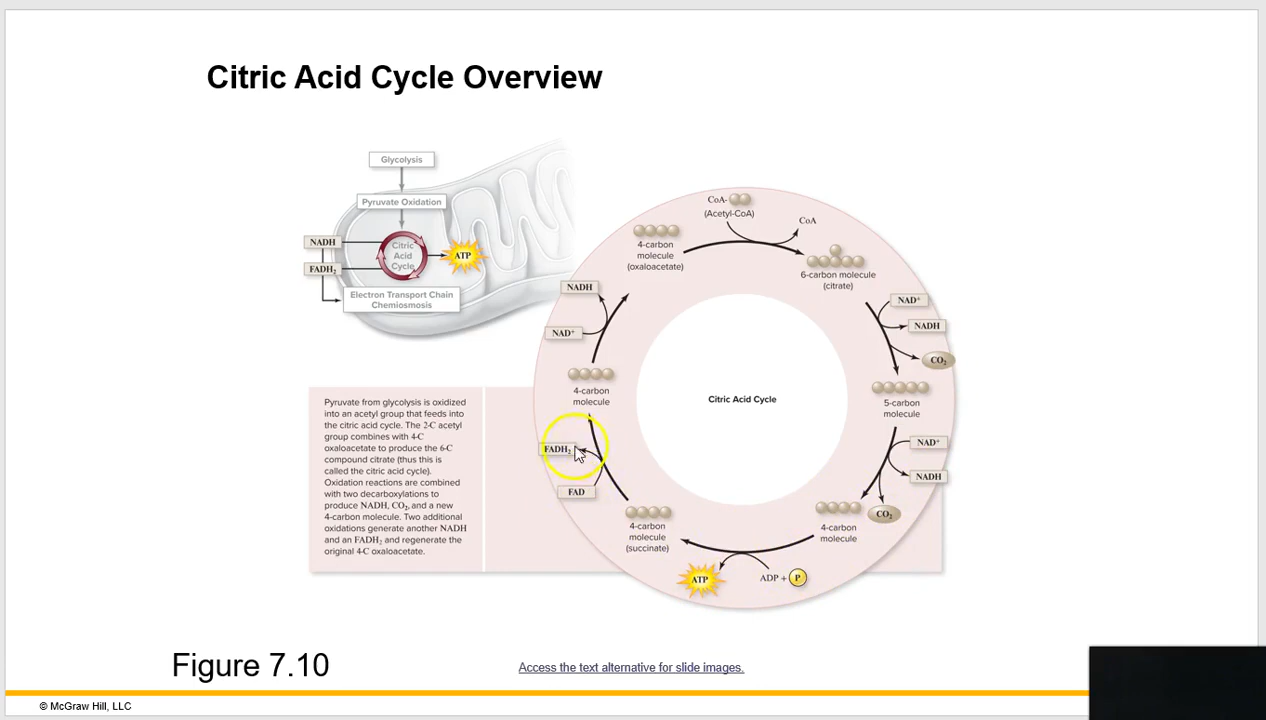 Citric Acid Cycle Overview
Glycolysis
Pyruvate Oxidation
NADH
FADH₂
Citric
Acid
Cycle
ATP
Electron Transport Chain
Chemiosmosis
CoA-
(Acetyl-CoA)
CoA
4-carbon
molecule
(oxaloacetate)
6-carbon molecule
(citrate)
NAD⁺
NADH
CO₂
5-carbon
molecule
NAD⁺
NADH
CO₂
4-carbon
molecule
ADP + P
ATP
4-carbon
molecule
(succinate)
FAD
FADH₂
4-carbon
molecule
NAD⁺
NADH
Citric Acid Cycle
Pyruvate from glycolysis is oxidized
into an acetyl group that feeds into
the citric acid cycle. The 2-C acetyl
group combines with 4-C
oxaloacetate to produce the 6-C
compound citrate (thus this is
called the citric acid cycle).
Oxidation reactions are combined
with two decarboxylations to
produce NADH, CO₂, and a new
4-carbon molecule. Two additional
oxidations generate another NADH
and an FADH₂ and regenerate the
original 4-C oxaloacetate.
Figure 7.10
Access the text alternative for slide images.
© McGraw Hill, LLC